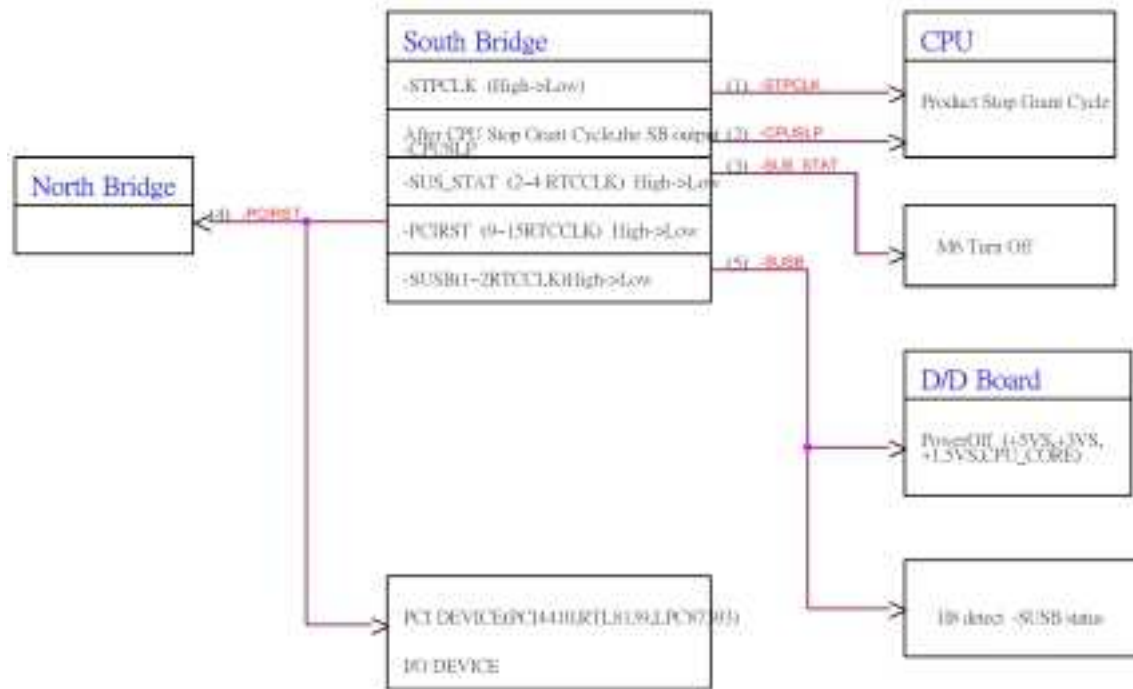 South Bridge
-STPCLK (High->Low)
After CPU Stop Grant Cycle,the SB output
-CPUSLP
-SUS_STAT (2~4 RTCCLK) High->Low
-PCIRST (9~15RTCCLK) High->Low
-SUSB(1~2RTCCLK)High->Low
(1) -STPCLK
(2) -CPUSLP
(3) -SUS_STAT
(4) -PCIRST
(5) -SUSB
CPU
Product Stop Grant Cycle
North Bridge
M6 Turn Off
D/D Board
PowerOff (+5VS,+3VS,
+1.5VS,CPU_CORE)
H8 detect -SUSB status
PCI DEVICE(PCI4410,RTL8139,LPC87393)
I/O DEVICE